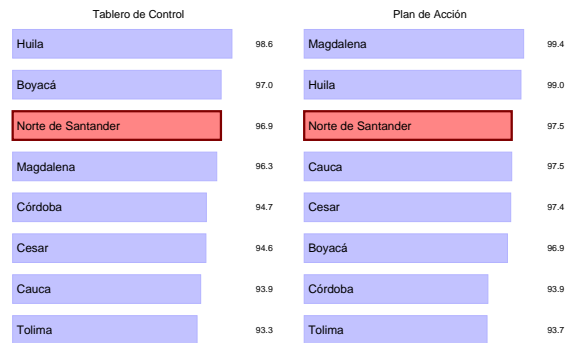 Tablero de Control
Huila 98.6
Boyacá 97.0
Norte de Santander 96.9
Magdalena 96.3
Córdoba 94.7
Cesar 94.6
Cauca 93.9
Tolima 93.3
Plan de Acción
Magdalena 99.4
Huila 99.0
Norte de Santander 97.5
Cauca 97.5
Cesar 97.4
Boyacá 96.9
Córdoba 93.9
Tolima 93.7